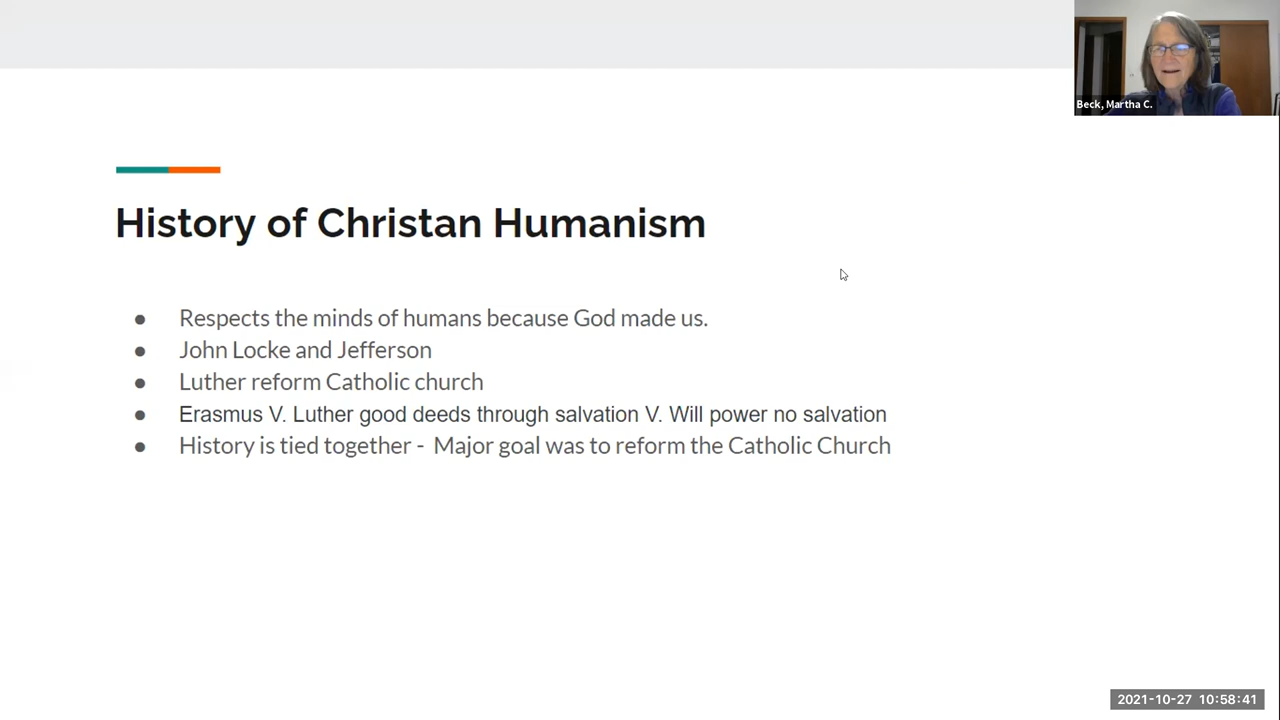 Beck, Martha C.
History of Christan Humanism
● Respects the minds of humans because God made us.
● John Locke and Jefferson
● Luther reform Catholic church
● Erasmus V. Luther good deeds through salvation V. Will power no salvation
● History is tied together - Major goal was to reform the Catholic Church
2021-10-27 10:58:41